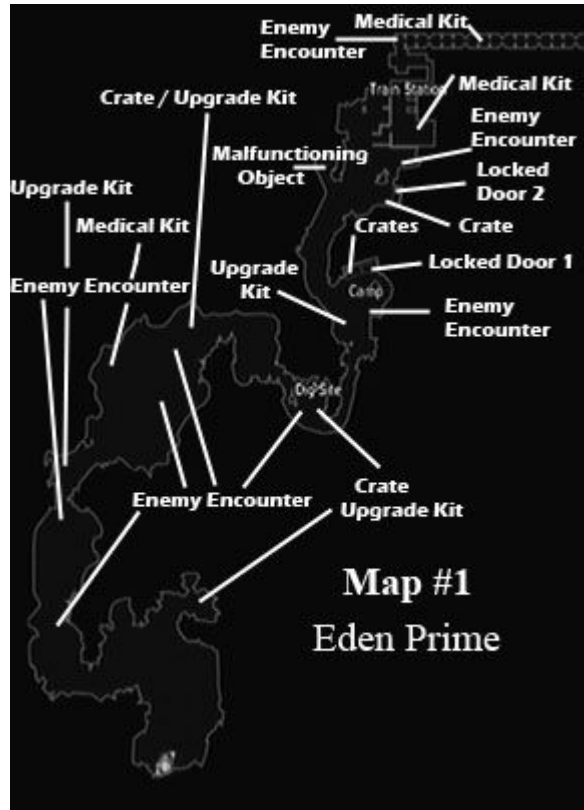 Medical Kit
Enemy
Encounter
Train Station
Medical Kit
Crate / Upgrade Kit
Enemy
Encounter
Malfunctioning
Object
Locked
Door 2
Upgrade Kit
Medical Kit
Crates
Crate
Upgrade
Kit
Locked Door 1
Enemy Encounter
Camp
Enemy
Encounter
Dig Site
Enemy Encounter
Crate
Upgrade Kit
Map #1
Eden Prime